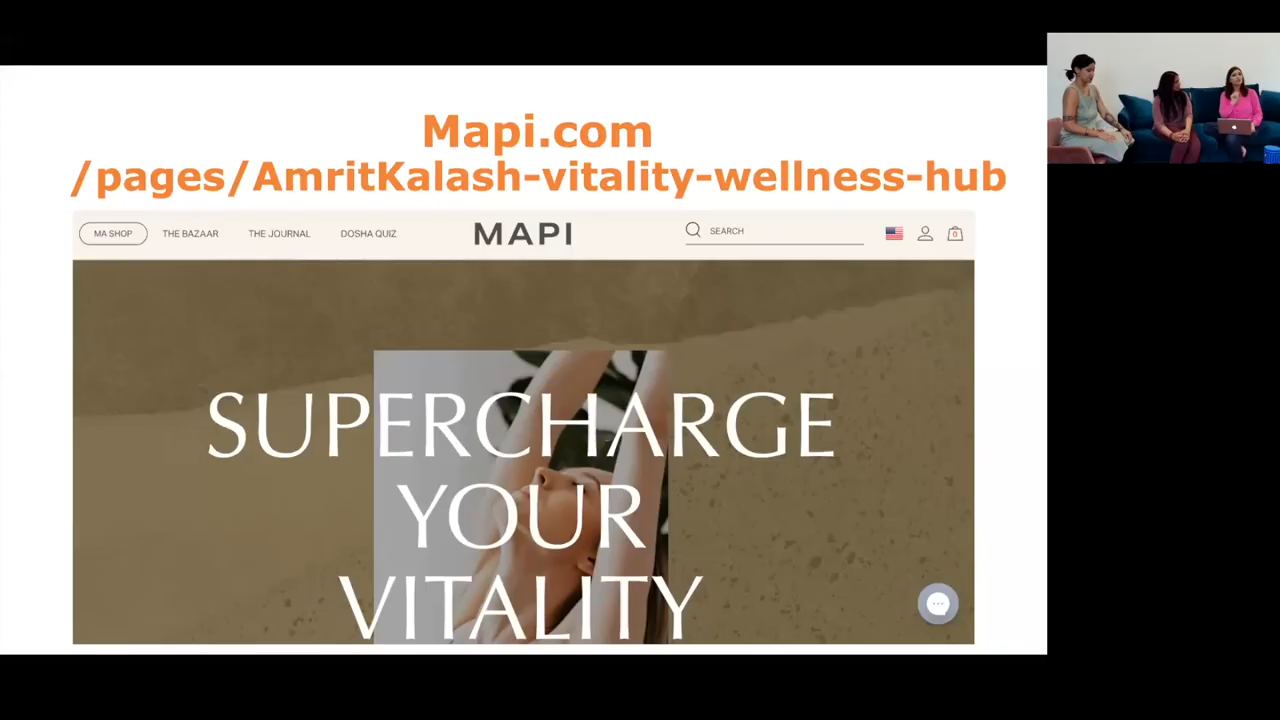 Mapi.com
/pages/AmritKalash-vitality-wellness-hub
MA SHOP THE BAZAAR THE JOURNAL DOSHA QUIZ MAPI SEARCH 0
SUPERCHARGE
YOUR
VITALITY